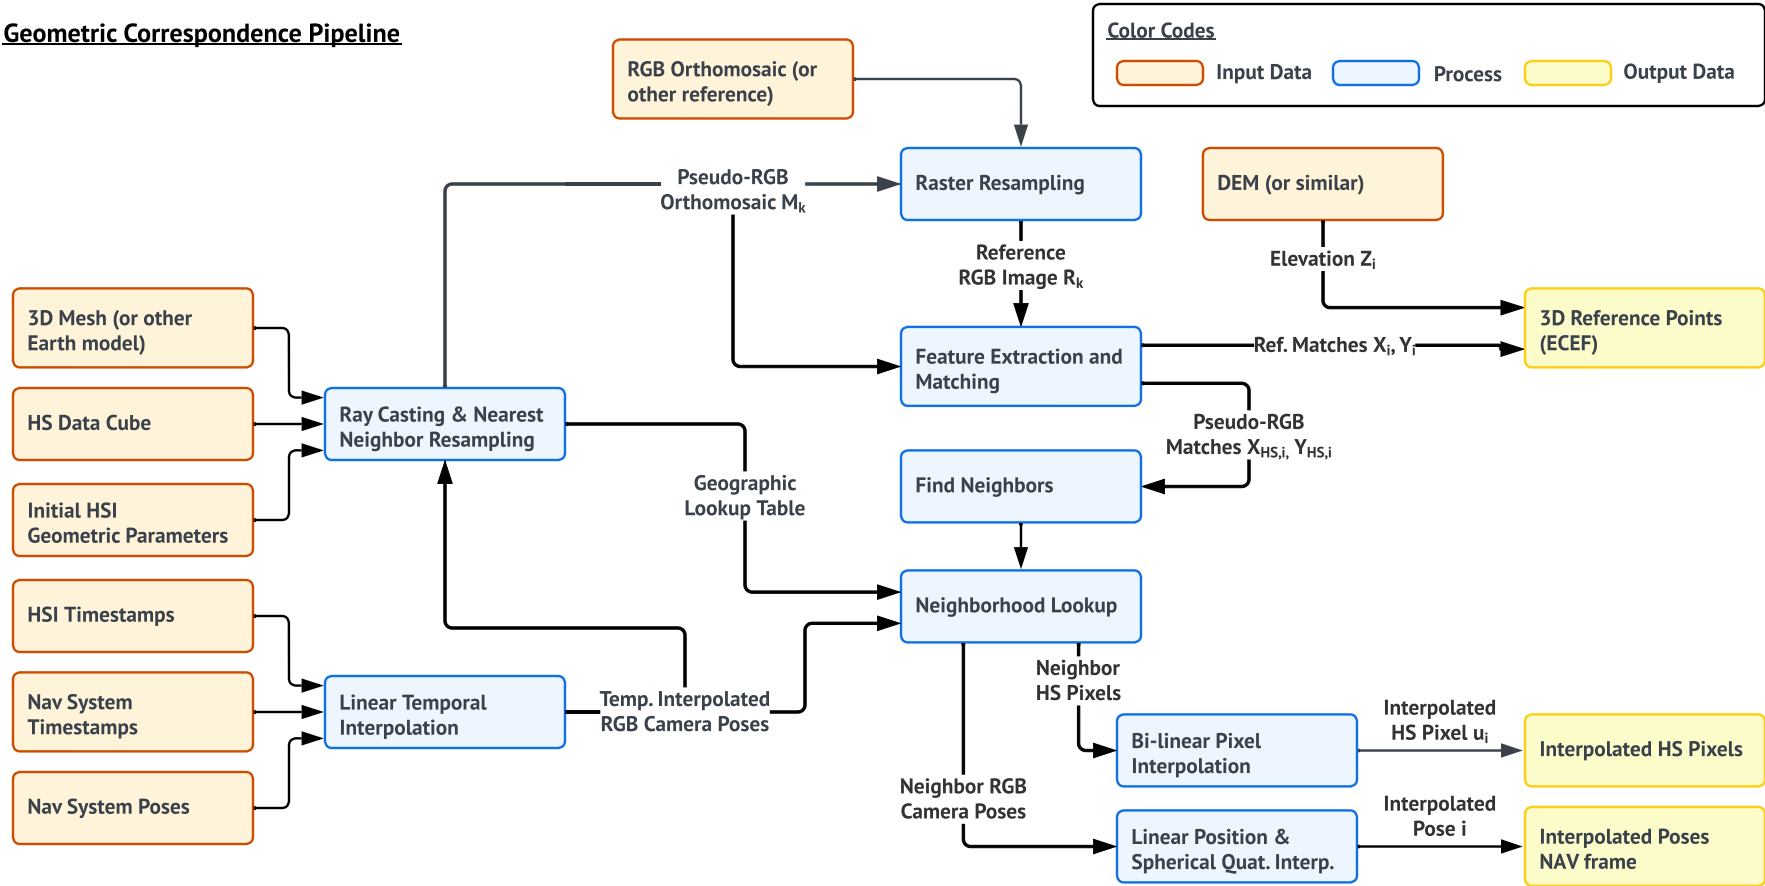 Geometric Correspondence Pipeline
Color Codes
Input Data
Process
Output Data
RGB Orthomosaic (or
other reference)
Pseudo-RGB
Orthomosaic Mk
Raster Resampling
DEM (or similar)
Reference
RGB Image Rk
Elevation Zi
3D Mesh (or other
Earth model)
3D Reference Points
(ECEF)
Feature Extraction and
Matching
Ref. Matches Xi, Yi
HS Data Cube
Ray Casting & Nearest
Neighbor Resampling
Pseudo-RGB
Matches XHS,i, YHS,i
Initial HSI
Geometric Parameters
Geographic
Lookup Table
Find Neighbors
HSI Timestamps
Neighborhood Lookup
Nav System
Timestamps
Linear Temporal
Interpolation
Temp. Interpolated
RGB Camera Poses
Neighbor
HS Pixels
Bi-linear Pixel
Interpolation
Interpolated
HS Pixel ui
Interpolated HS Pixels
Nav System Poses
Neighbor RGB
Camera Poses
Linear Position &
Spherical Quat. Interp.
Interpolated
Pose i
Interpolated Poses
NAV frame